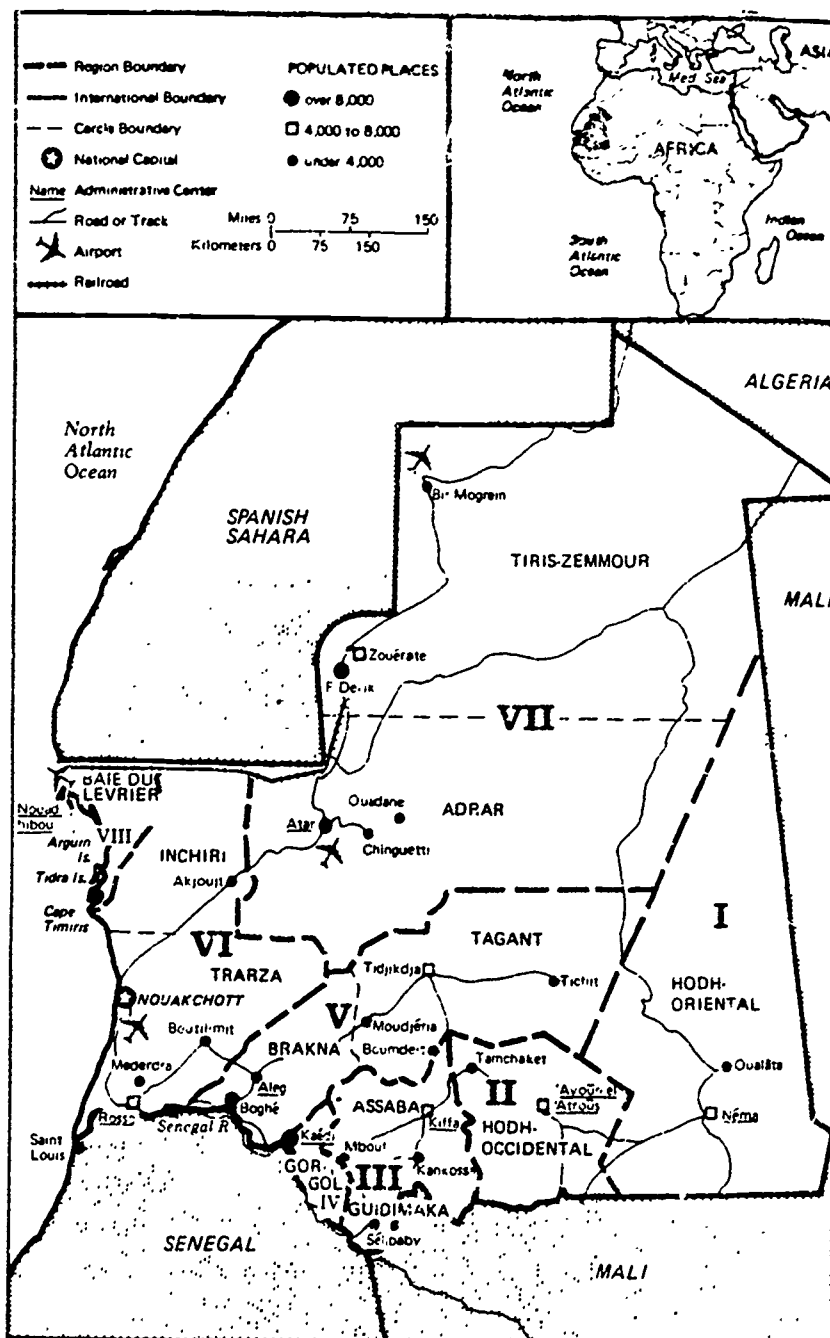 Region Boundary
International Boundary
Cercle Boundary
National Capital
Name Administrative Center
Road or Track
Airport
Railroad
POPULATED PLACES
over 8,000
4,000 to 8,000
under 4,000
Miles 0 75 150
Kilometers 0 75 150
North
Atlantic
Ocean
Med Sea
AFRICA
South
Atlantic
Ocean
Indian
Ocean
ALGERIA
North
Atlantic
Ocean
SPANISH
SAHARA
Bir Mogrein
TIRIS-ZEMMOUR
MALI
Zouérate
VII
BAIE DU
LEVRIER
Nouad
hibou
VIII
Arguin
Is.
Tidra Is.
Cape
Timiris
INCHIRI
Akjoujt
Atar
Ouadane
Chinguetti
ADRAR
I
VI
TRARZA
TAGANT
Tidjikdja
Tichit
HODH-
ORIENTAL
NOUAKCHOTT
V
Moudjéria
Boutilimit
BRAKNA
Boumdeit
Mederdra
Aleg
Tamchaket
Oualâta
Rosso
Boghé
ASSABA
II
Kiffa
Néma
HODH-
OCCIDENTAL
Senegal R
Saint
Louis
Kaédi
Mbout
Kankossa
GOR-
GOL
IV
III
GUIDIMAKA
Sélibaby
SENEGAL
MALI